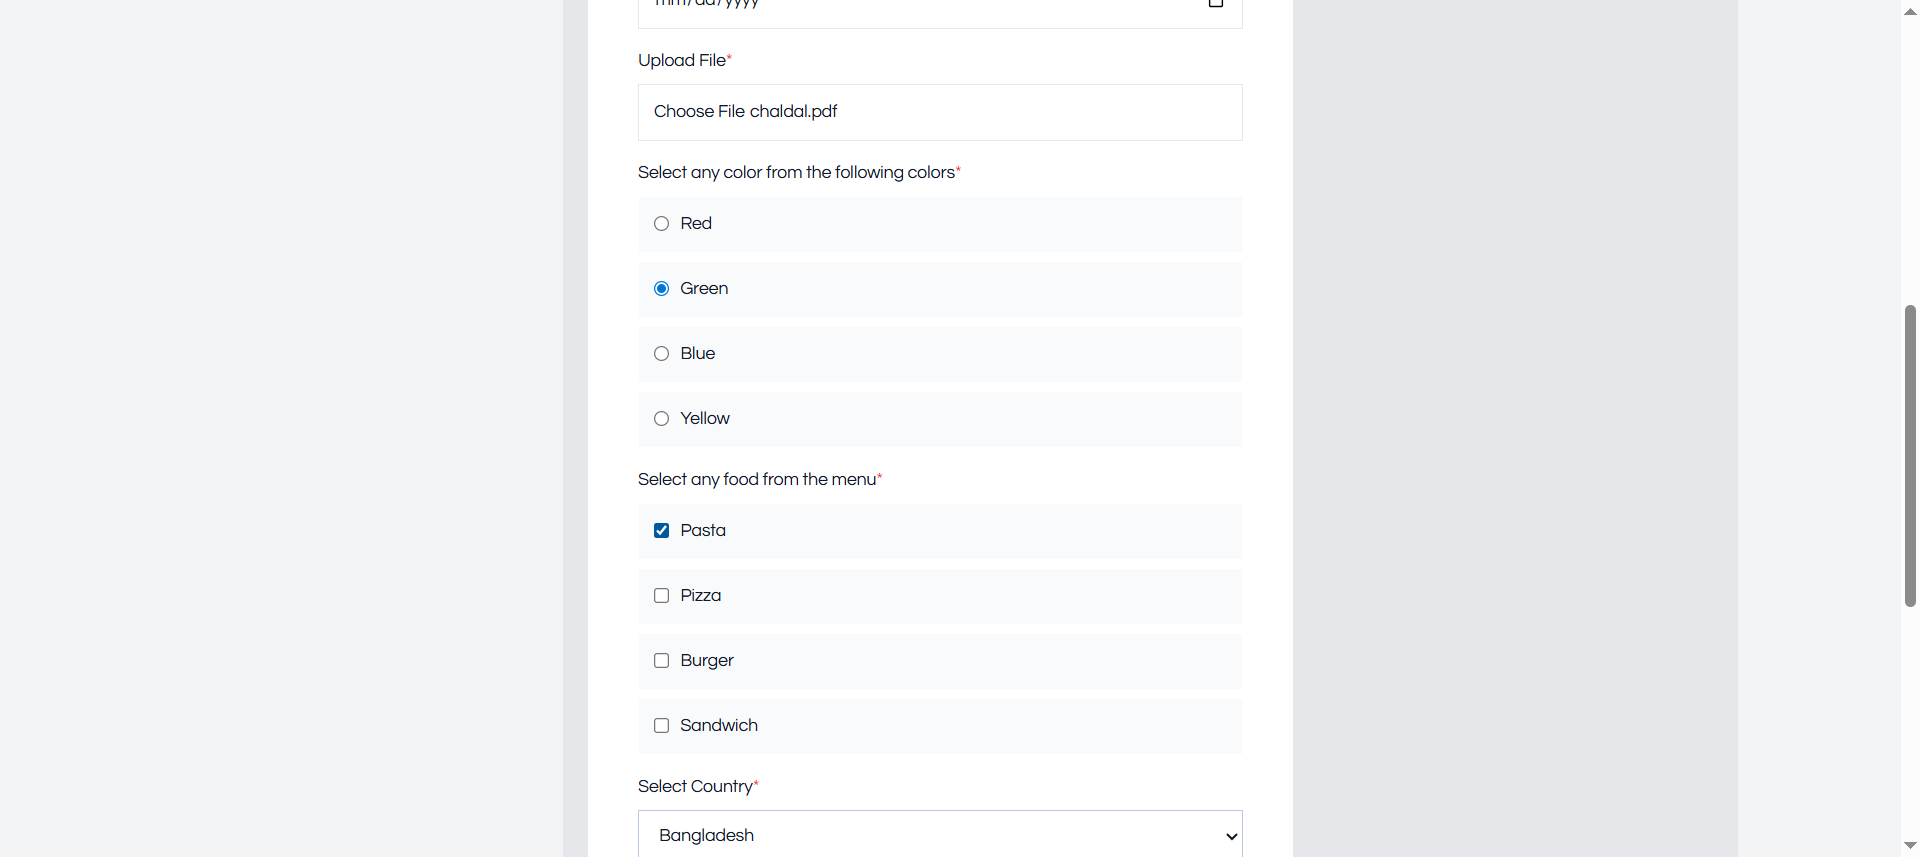 mm/dd/yyyy
Upload File*
Choose File chaldal.pdf
Select any color from the following colors*
Red
Green
Blue
Yellow
Select any food from the menu*
Pasta
Pizza
Burger
Sandwich
Select Country*
Bangladesh